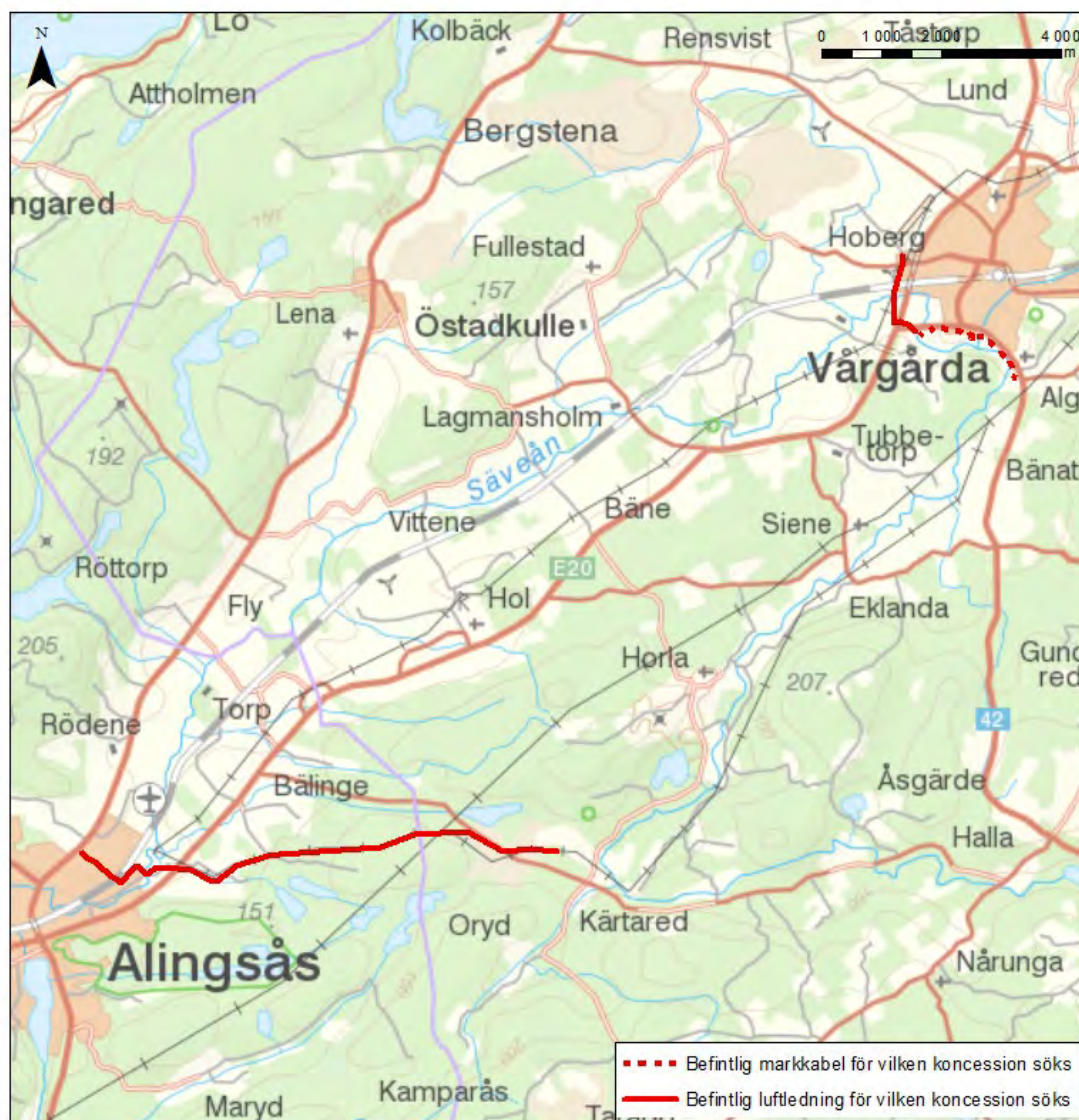 Lo
Kolbäck
Rensvist
Tåstorp
N
0 1 000 2 000 4 000
m
Attholmen
Lund
Bergstena
ngared
Hoberg
Fullestad
157
Lena
Östadkulle
Vårgårda
Alg
Lagmansholm
Tubbe-
torp
192
Säveån
Bänat
Vittene
Bäne
Siene
Röttorp
E20
Fly
Hol
Eklanda
205
Horla
207
Gund
red
Torp
Rödene
42
Bälinge
Åsgärde
Halla
151
Oryd
Kärtared
Alingsås
Nårunga
Kamparås
Maryd
Befintlig markkabel för vilken koncession söks
Befintlig luftledning för vilken koncession söks